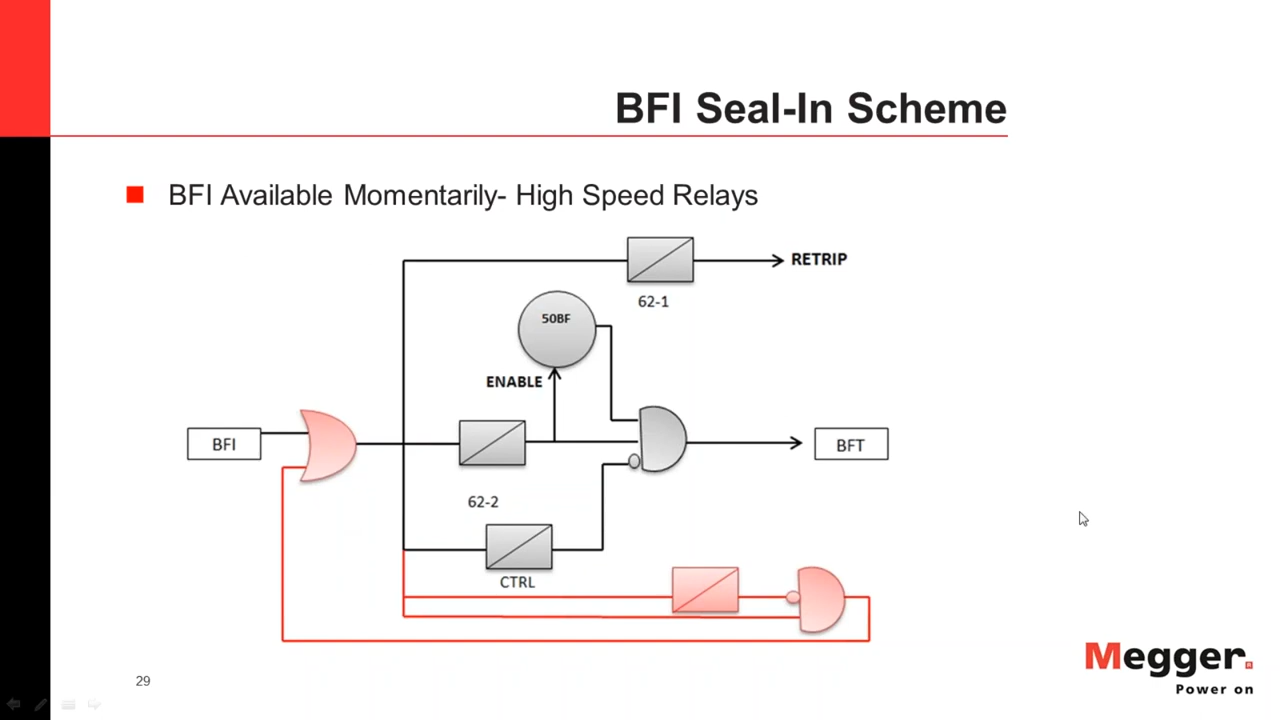 BFI Seal-In Scheme
BFI Available Momentarily- High Speed Relays
RETRIP
62-1
50BF
ENABLE
BFI
BFT
62-2
CTRL
29
Megger
Power on